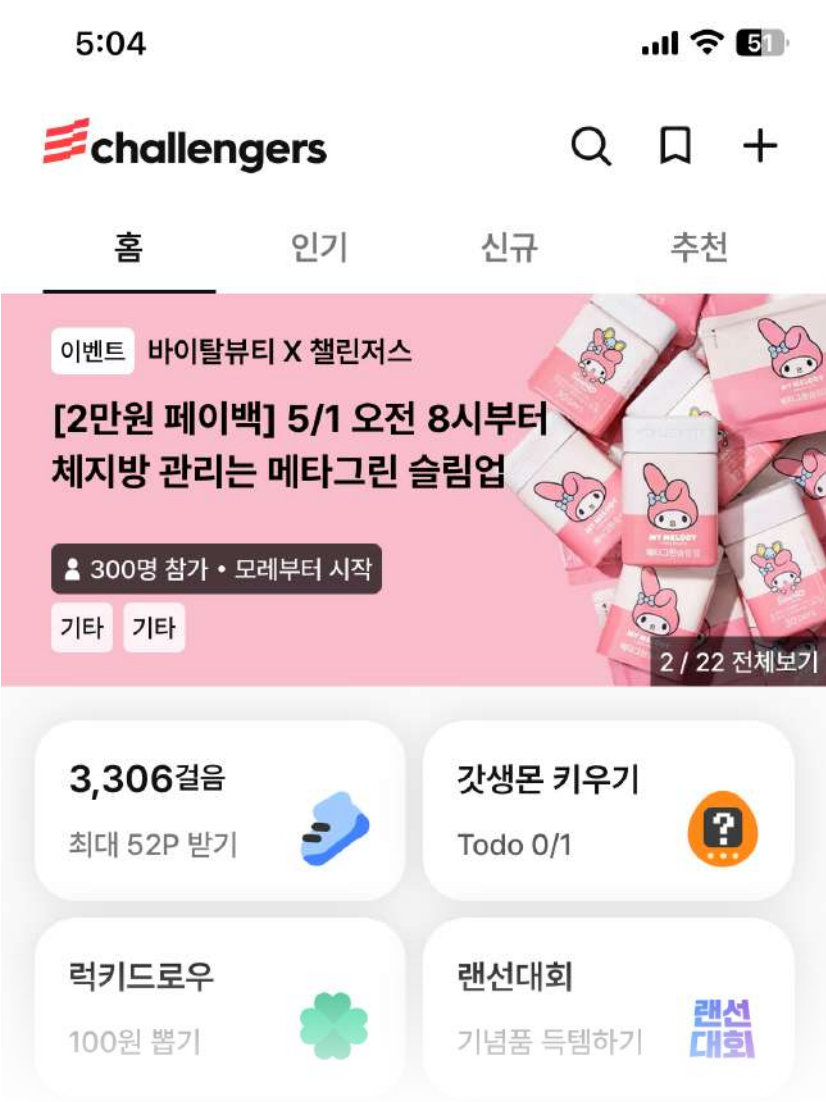 5:04
51
challengers
홈 인기 신규 추천
이벤트 바이탈뷰티 X 챌린저스
[2만원 페이백] 5/1 오전 8시부터
체지방 관리는 메타그린 슬림업
300명 참가 • 모레부터 시작
기타 기타
MY MELODY
2 / 22 전체보기
3,306걸음
최대 52P 받기
갓생몬 키우기
Todo 0/1
럭키드로우
100원 뽑기
랜선대회
기념품 득템하기
랜선
대회